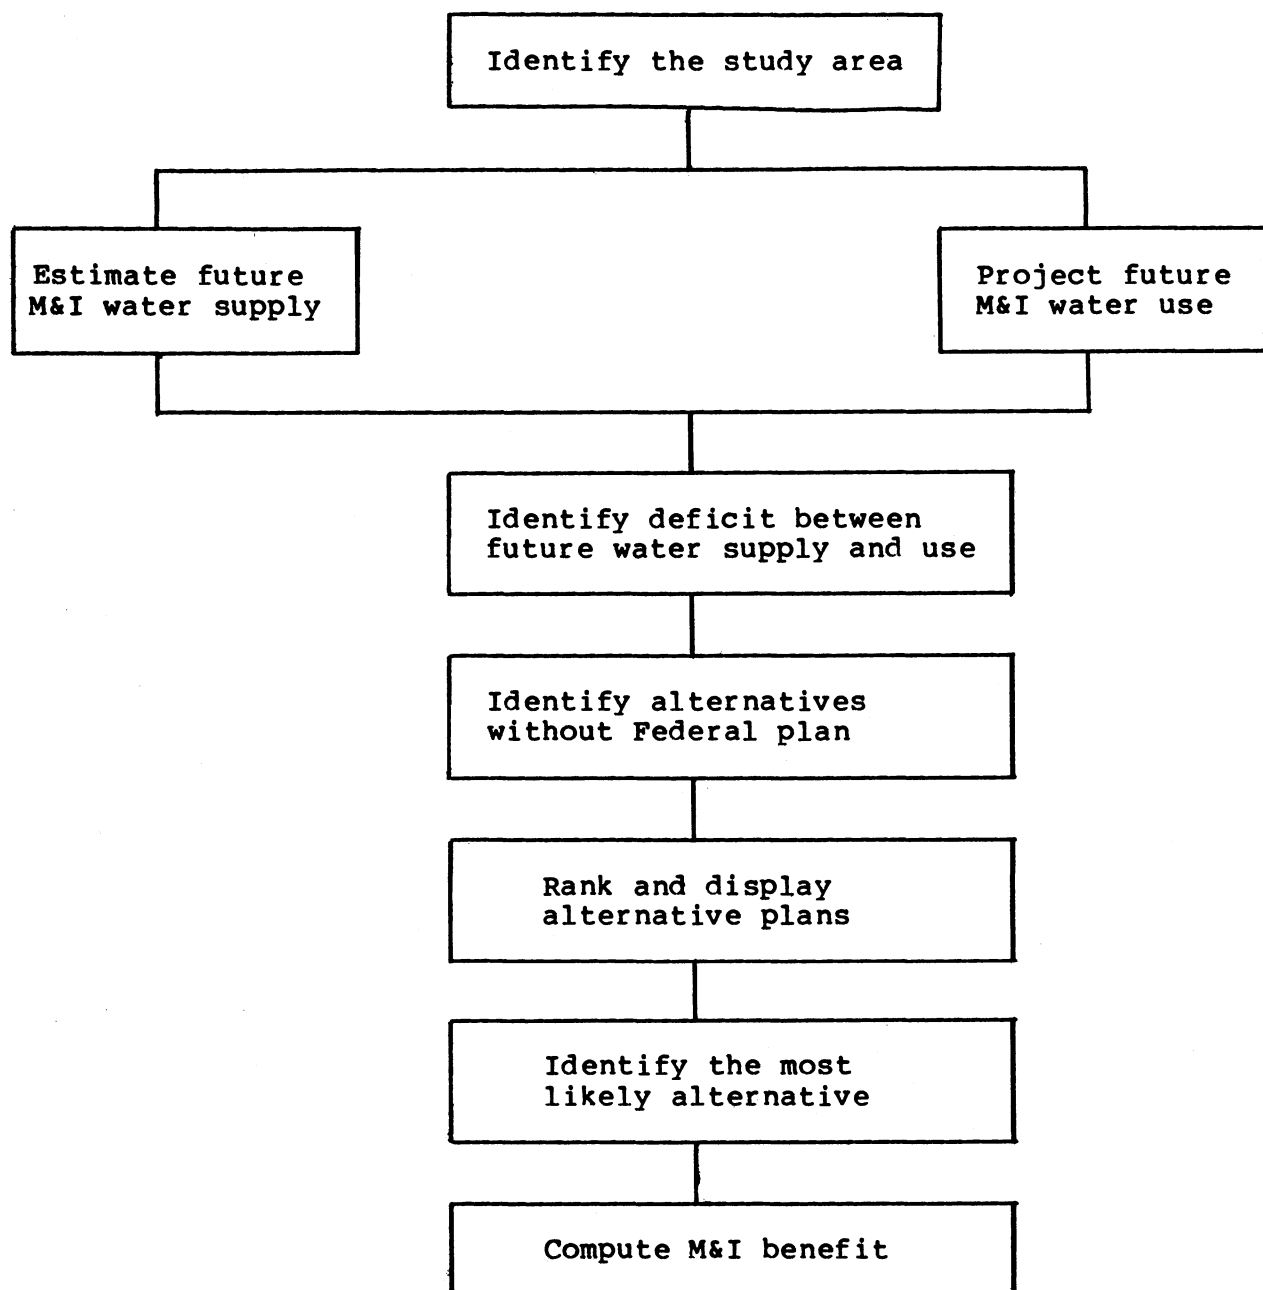 Identify the study area
Estimate future
M&I water supply
Project future
M&I water use
Identify deficit between
future water supply and use
Identify alternatives
without Federal plan
Rank and display
alternative plans
Identify the most
likely alternative
Compute M&I benefit